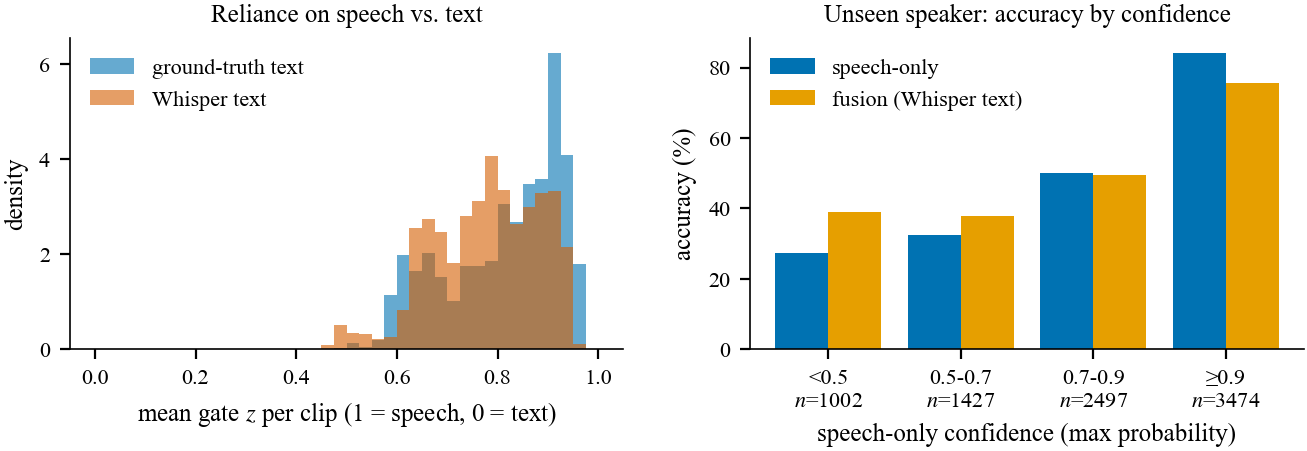 Reliance on speech vs. text
ground-truth text
Whisper text
density
6
4
2
0
0.0 0.2 0.4 0.6 0.8 1.0
mean gate z per clip (1 = speech, 0 = text)
Unseen speaker: accuracy by confidence
speech-only
fusion (Whisper text)
accuracy (%)
80
60
40
20
0
<0.5 0.5-0.7 0.7-0.9 ≥0.9
n=1002 n=1427 n=2497 n=3474
speech-only confidence (max probability)